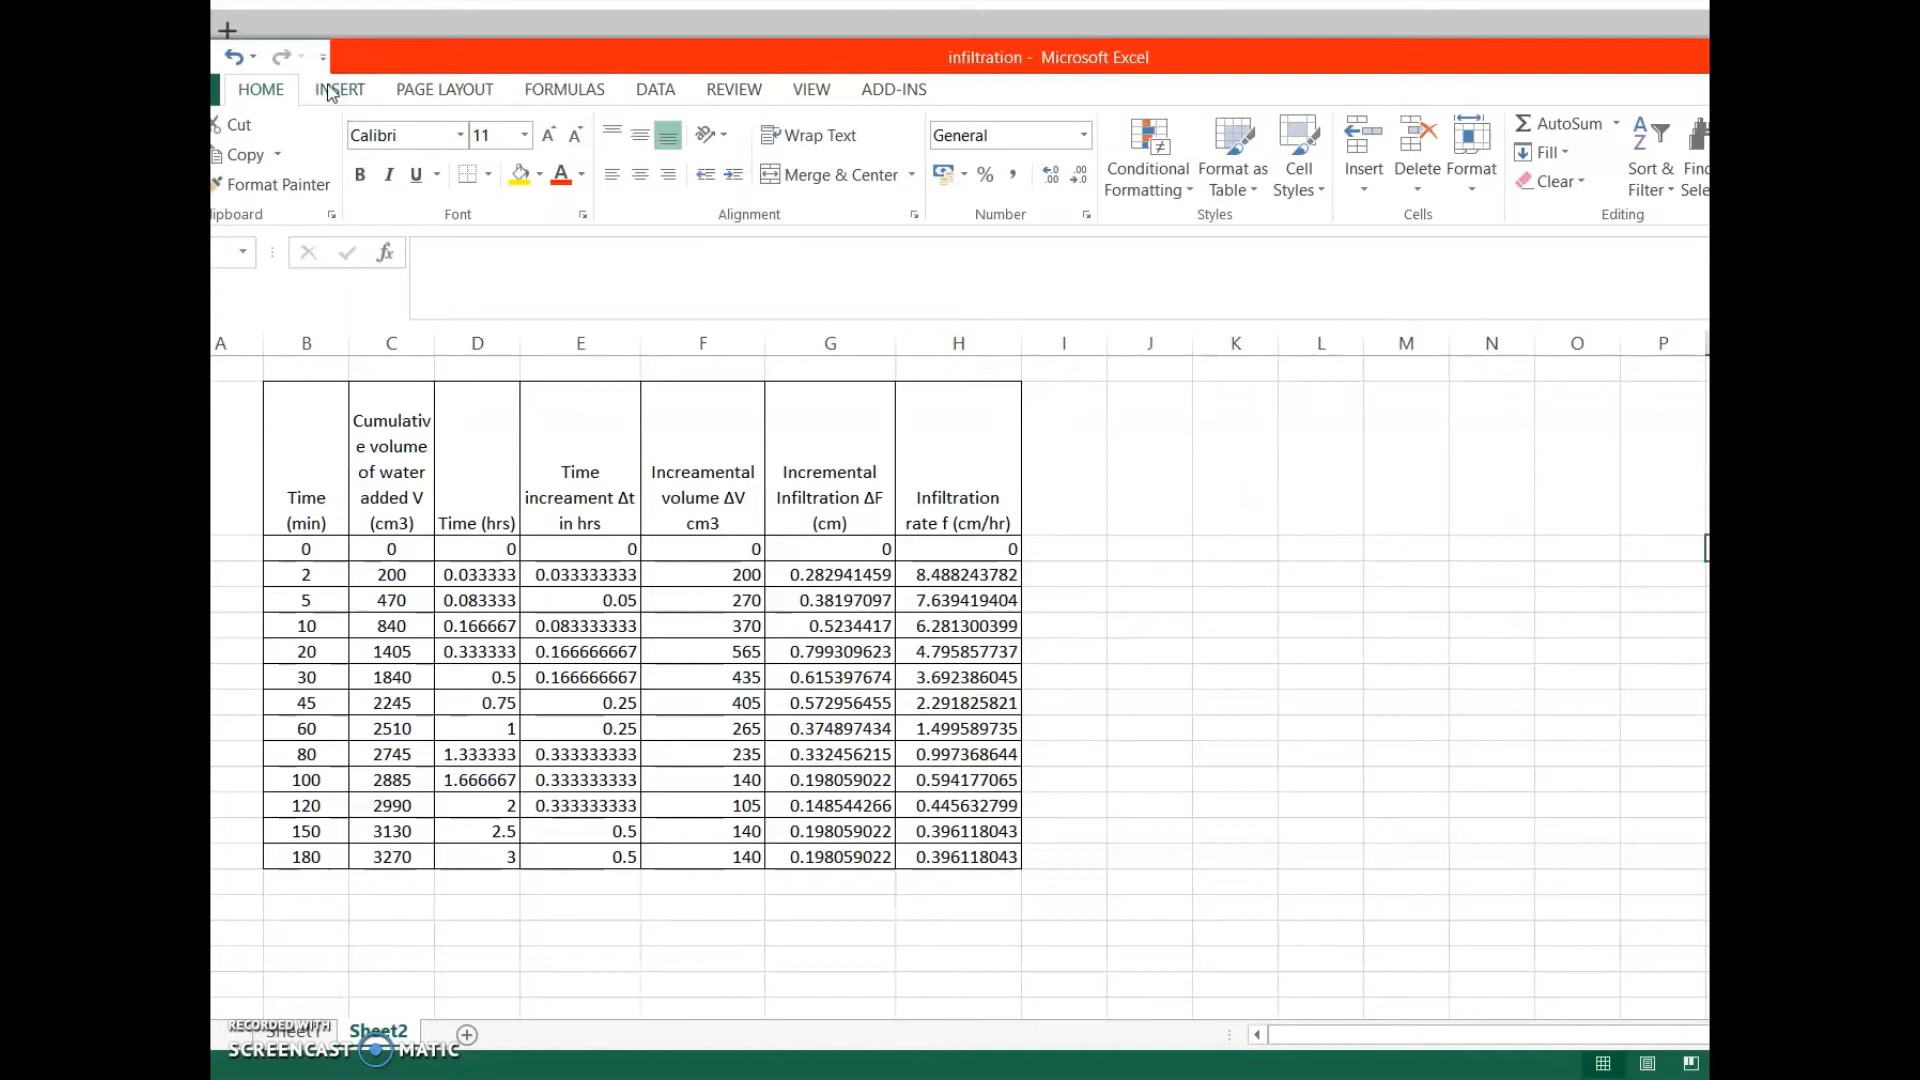 infiltration - Microsoft Excel
HOME INSERT PAGE LAYOUT FORMULAS DATA REVIEW VIEW ADD-INS
Cut
Copy
Format Painter
lipboard
Calibri 11
B I U
Font
Wrap Text
Merge & Center
Alignment
General
% ,
Number
Conditional Formatting
Format as Table
Cell Styles
Styles
Insert Delete Format
Cells
AutoSum
Fill
Clear
Sort & Filter
Find
Sele
Editing
fx
A B C D E F G H I J K L M N O P
Time
(min)
Cumulativ
e volume
of water
added V
(cm3)
Time (hrs)
Time
increament Δt
in hrs
Increamental
volume ΔV
cm3
Incremental
Infiltration ΔF
(cm)
Infiltration
rate f (cm/hr)
0 0 0 0 0 0 0
2 200 0.033333 0.033333333 200 0.282941459 8.488243782
5 470 0.083333 0.05 270 0.38197097 7.639419404
10 840 0.166667 0.083333333 370 0.5234417 6.281300399
20 1405 0.333333 0.166666667 565 0.799309623 4.795857737
30 1840 0.5 0.166666667 435 0.615397674 3.692386045
45 2245 0.75 0.25 405 0.572956455 2.291825821
60 2510 1 0.25 265 0.374897434 1.499589735
80 2745 1.333333 0.333333333 235 0.332456215 0.997368644
100 2885 1.666667 0.333333333 140 0.198059022 0.594177065
120 2990 2 0.333333333 105 0.148544266 0.445632799
150 3130 2.5 0.5 140 0.198059022 0.396118043
180 3270 3 0.5 140 0.198059022 0.396118043
Sheet1 Sheet2
RECORDED WITH
SCREENCAST MATIC